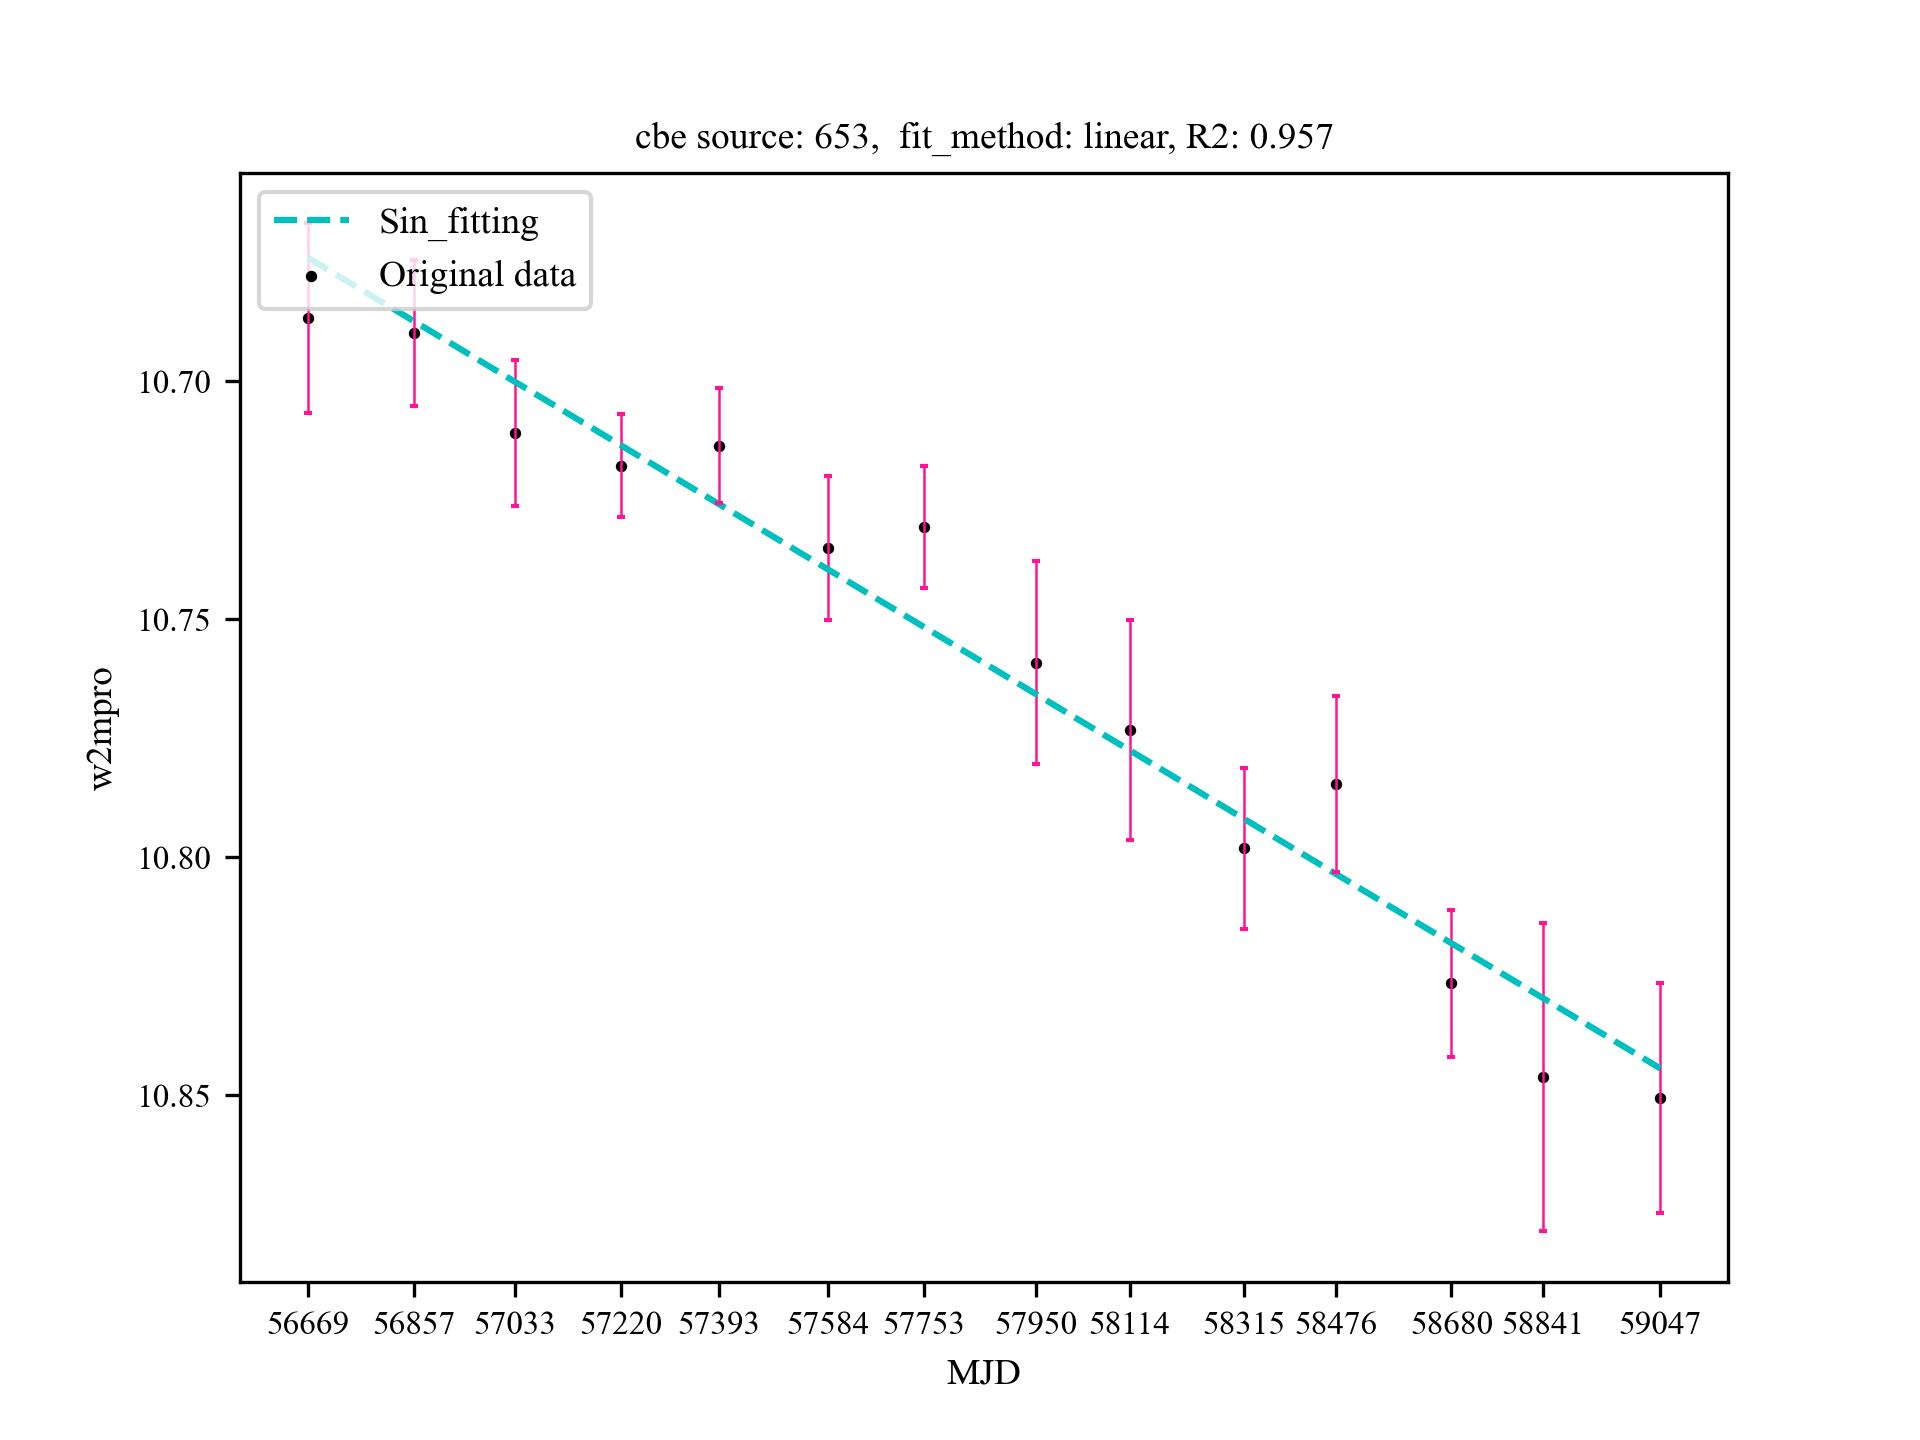 cbe source: 653,  fit_method: linear, R2: 0.957
Sin_fitting
Original data
w2mpro
10.70
10.75
10.80
10.85
56669 56857 57033 57220 57393 57584 57753 57950 58114 58315 58476 58680 58841 59047
MJD